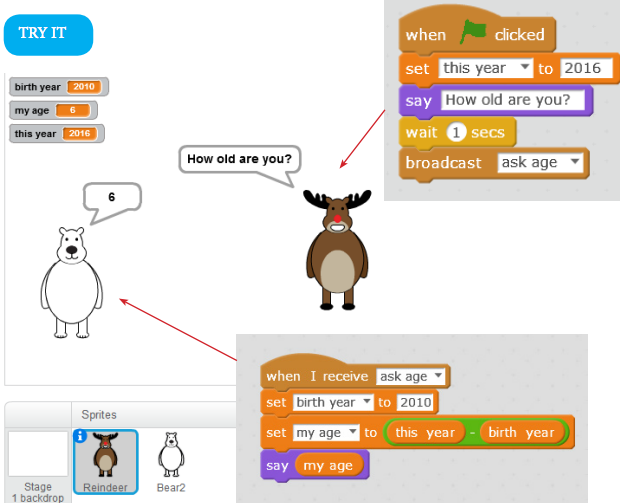 TRY IT
when clicked
set this year to 2016
say How old are you?
wait 1 secs
broadcast ask age
birth year 2010
my age 6
this year 2016
How old are you?
6
when I receive ask age
set birth year to 2010
set my age to this year - birth year
say my age
Sprites
Stage
1 backdrop
Reindeer
Bear2